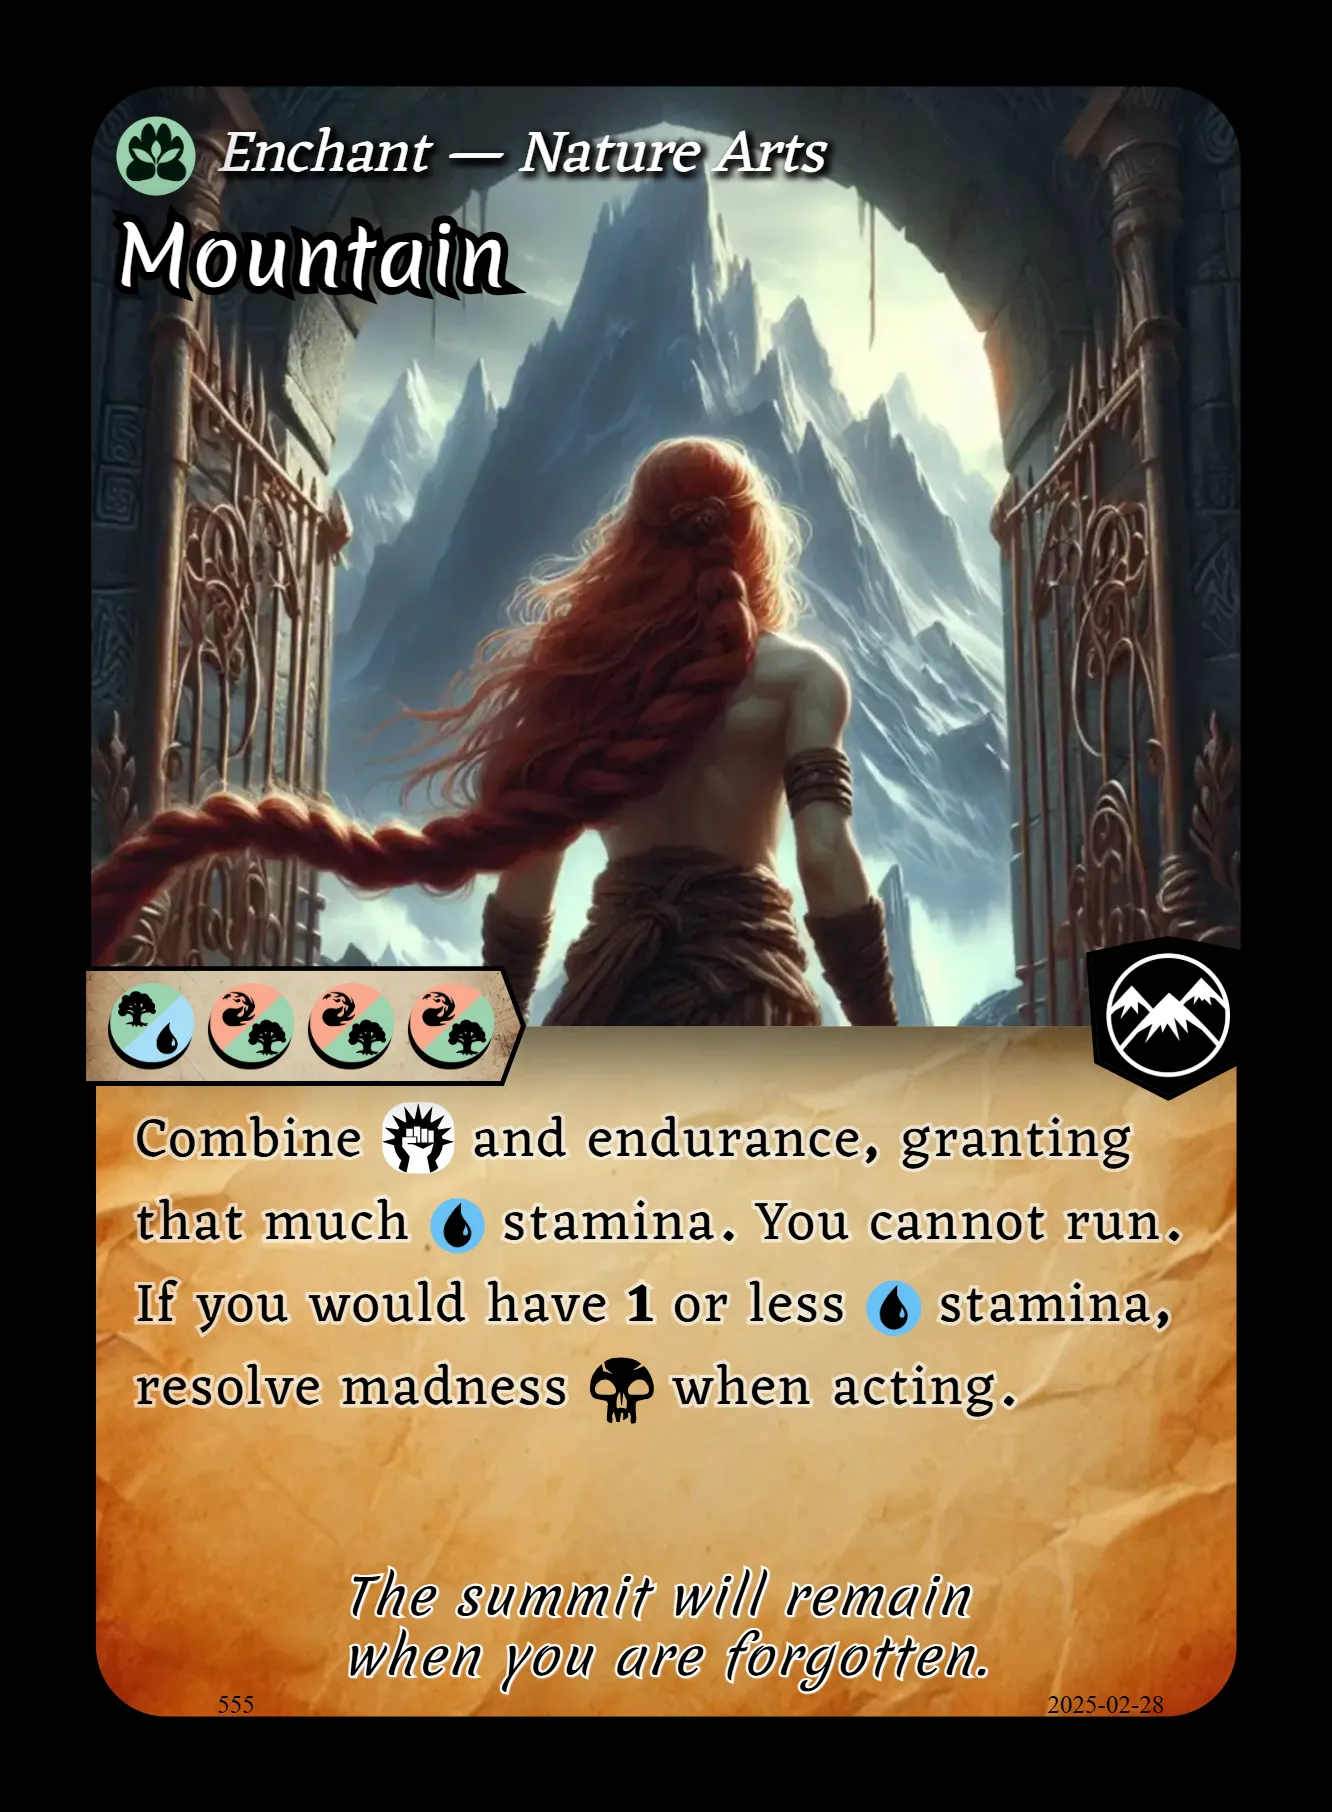 Enchant — Nature Arts
Mountain
Combine and endurance, granting
that much stamina. You cannot run.
If you would have 1 or less stamina,
resolve madness when acting.
The summit will remain
when you are forgotten.
555
2025-02-28